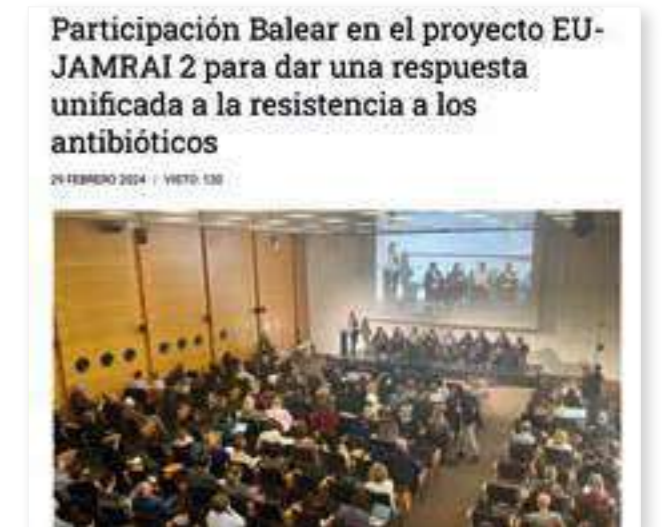 Participación Balear en el proyecto EU-
JAMRAI 2 para dar una respuesta
unificada a la resistencia a los
antibióticos
29 FEBRERO 2024 / VISTO: 130